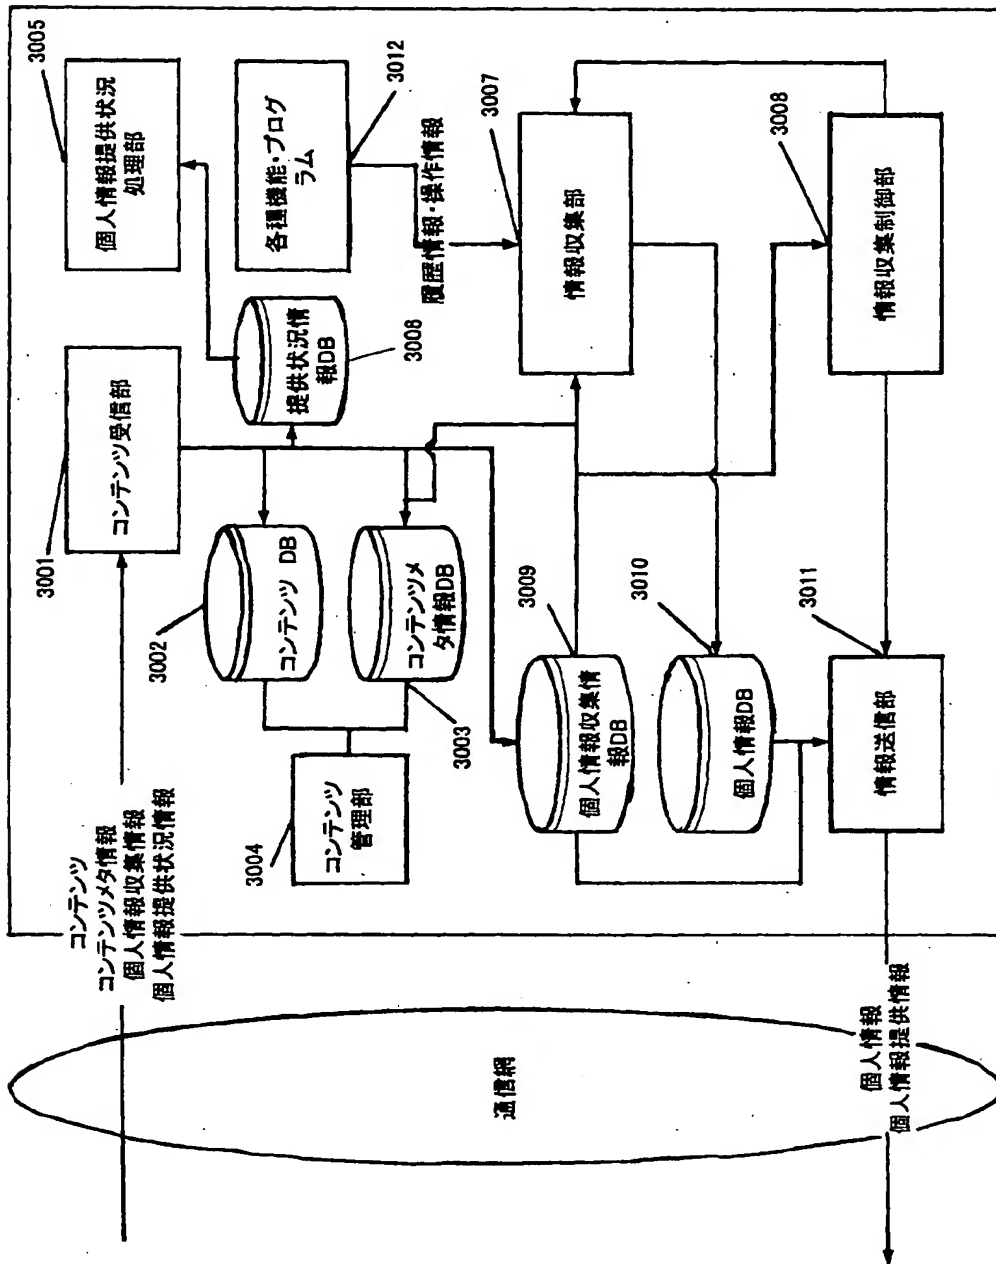 コンテンツ
コンテンツメタ情報
個人情報収集情報
個人情報提供状況情報
3001
コンテンツ受信部
3005
個人情報提供状況
処理部
3002
コンテンツ DB
提供状況情
報DB
3008
各種機能・プログ
ラム
3012
3004
コンテンツ
管理部
コンテンツメ
タ情報DB
3003
履歴情報・操作情報
3007
通信網
個人情報収集情
報DB
3009
情報収集部
個人情報DB
3010
個人情報
個人情報提供情報
情報送信部
3011
情報収集制御部
3008